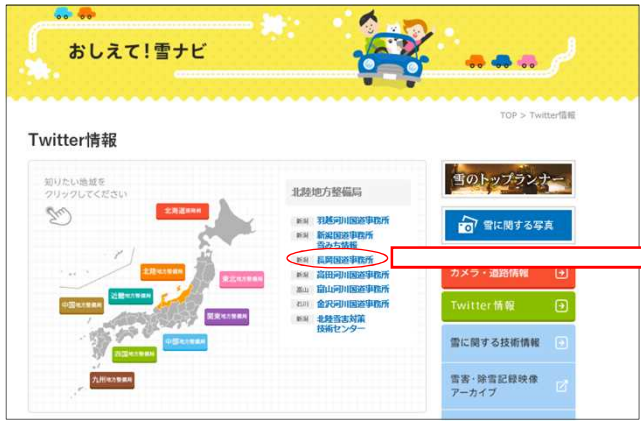 おしえて！雪ナビ
TOP > Twitter情報
Twitter情報
知りたい地域を
クリックしてください
北海道開発局
北陸地方整備局
東北地方整備局
近畿地方整備局
中国地方整備局
関東地方整備局
中部地方整備局
四国地方整備局
九州地方整備局
北陸地方整備局
新潟 羽越河川国道事務所
新潟 新潟国道事務所
雪みち情報
新潟 長岡国道事務所
新潟 高田河川国道事務所
富山 富山河川国道事務所
石川 金沢河川国道事務所
新潟 北陸雪害対策
技術センター
雪のトップランナー
雪に関する写真
カメラ・道路情報
Twitter情報
雪に関する技術情報
雪害・除雪記録映像
アーカイブ